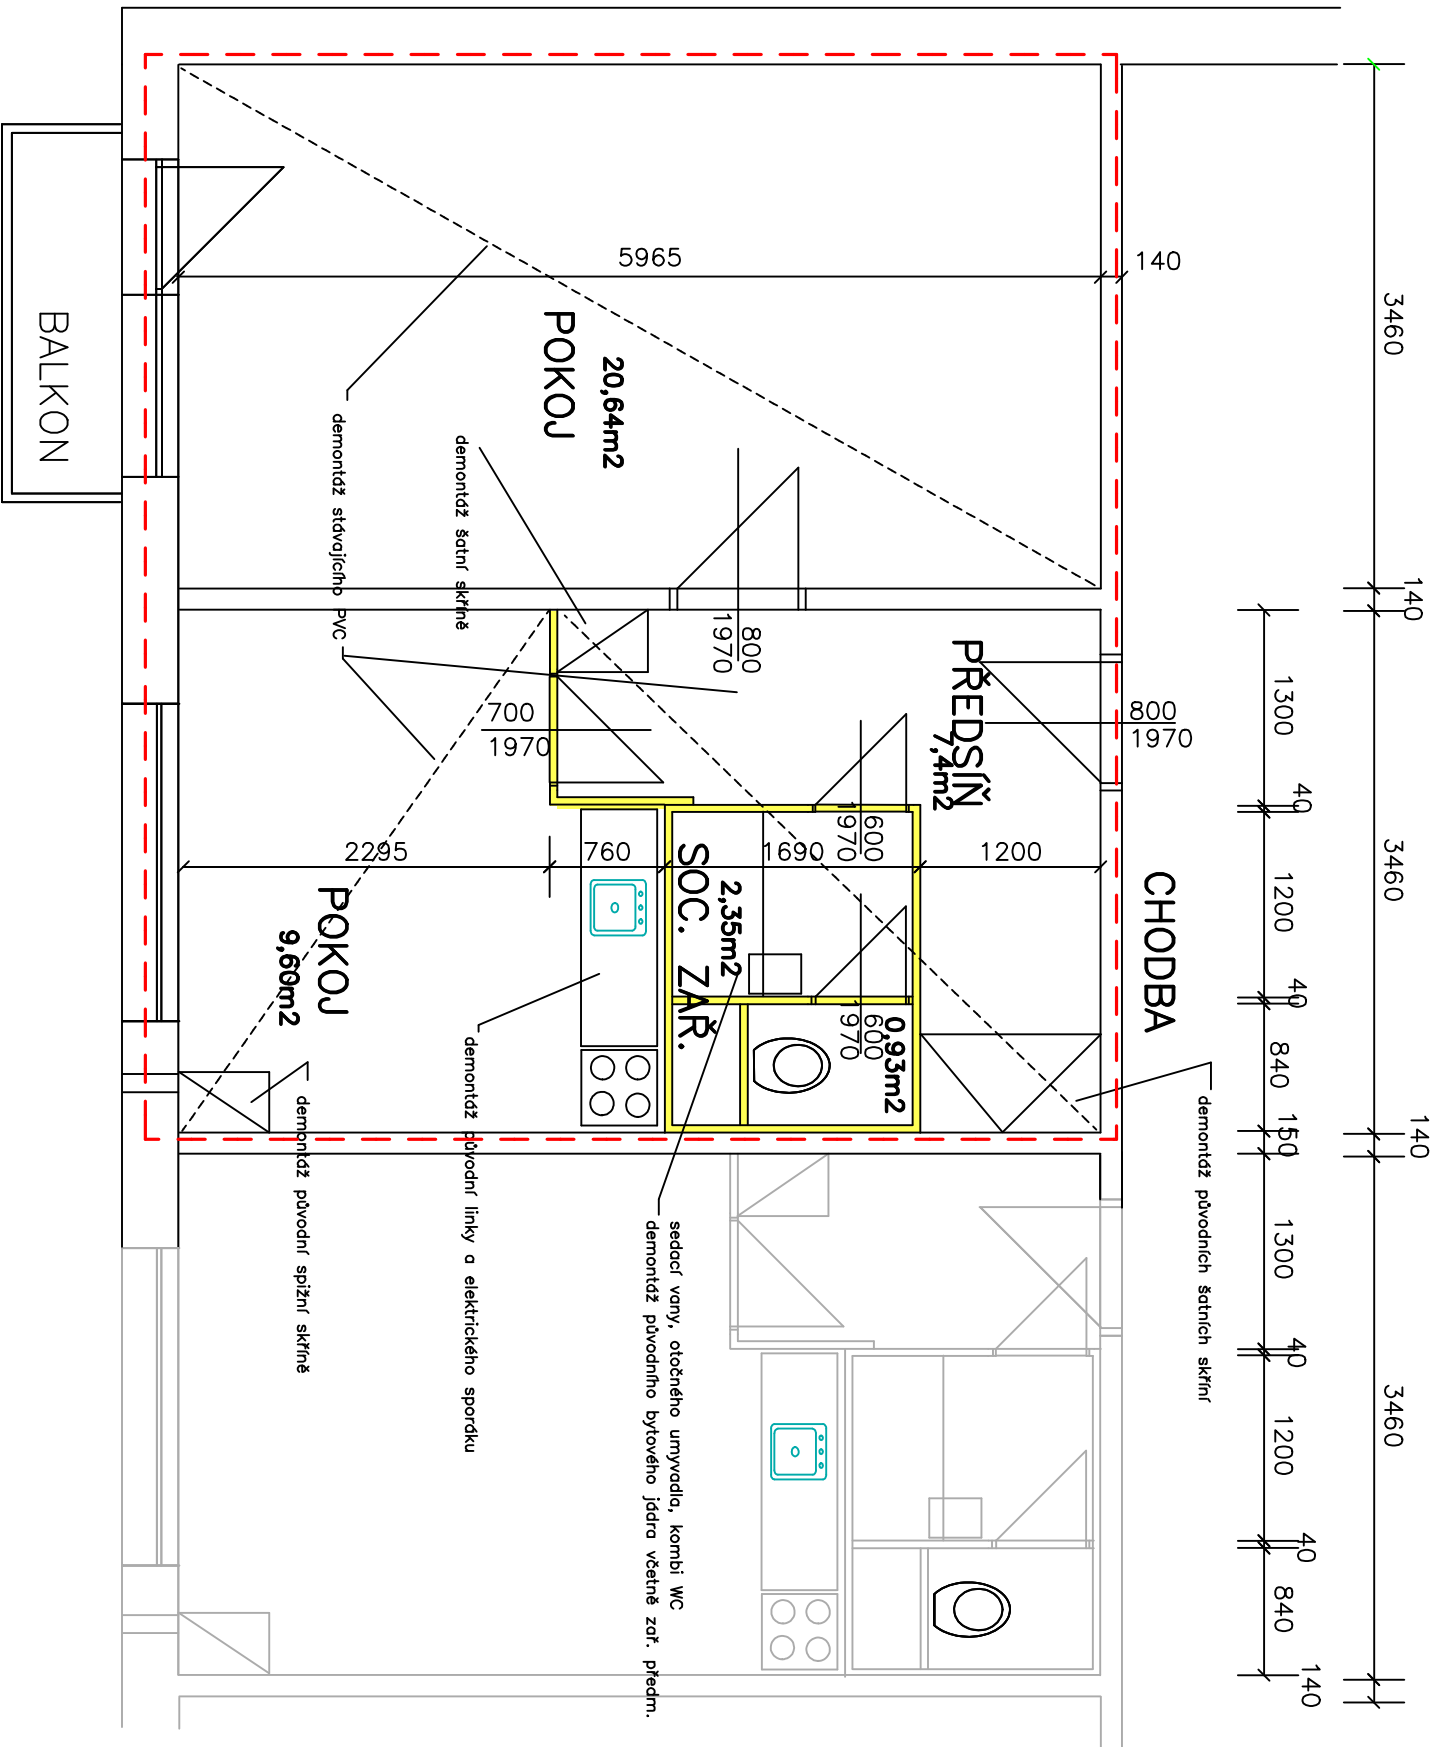 BALKON
POKOJ
20,64m2
5965
140
3460
140
3460
140
3460
demontáž stávajícího PVC
demontáž šatní skříně
800
1970
700
1970
PŘEDSÍŇ
7,4m2
800
1970
600
1970
600
1970
2295
760
1690
1200
SOC. ZAŘ.
2,35m2
0,93m2
POKOJ
9,60m2
CHODBA
1300
40
1200
40
840
150
1300
40
1200
40
840
140
demontáž původní spižní skříně
demontáž původní linky a elektrického sporáku
demontáž původního bytového jádra včetně zař. předm.
sedací vany, otočného umyvadla, kombi WC
demontáž původních šatních skříní